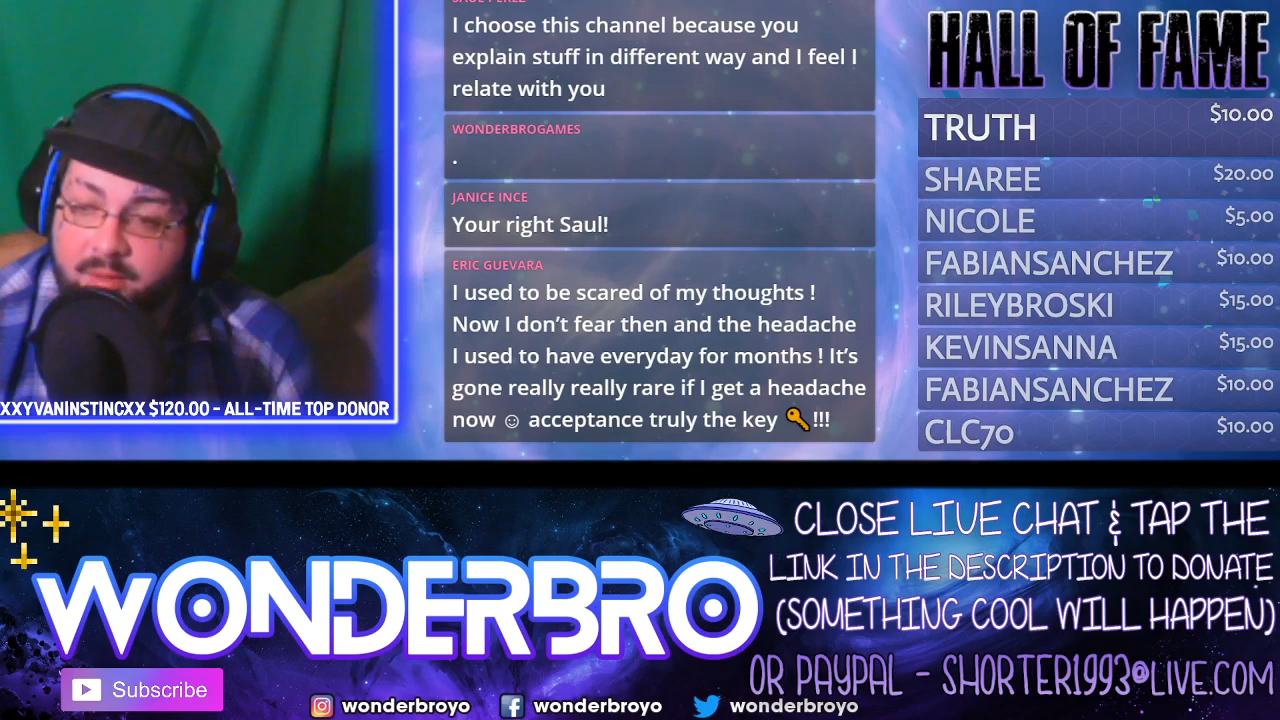 I choose this channel because you
explain stuff in different way and I feel I
relate with you
WONDERBROGAMES
.
JANICE INCE
Your right Saul!
ERIC GUEVARA
I used to be scared of my thoughts !
Now I don’t fear then and the headache
I used to have everyday for months ! It’s
gone really really rare if I get a headache
now ☺ acceptance truly the key 🔑!!!
XXYVANINSTINCXX $120.00 - ALL-TIME TOP DONOR
HALL OF FAME
TRUTH $10.00
SHAREE $20.00
NICOLE $5.00
FABIANSANCHEZ $10.00
RILEYBROSKI $15.00
KEVINSANNA $15.00
FABIANSANCHEZ $10.00
CLC70 $10.00
WONDERBRO
Subscribe
wonderbroyo wonderbroyo wonderbroyo
CLOSE LIVE CHAT & TAP THE
LINK IN THE DESCRIPTION TO DONATE
(SOMETHING COOL WILL HAPPEN)
OR PAYPAL - SHORTER1993@LIVE.COM